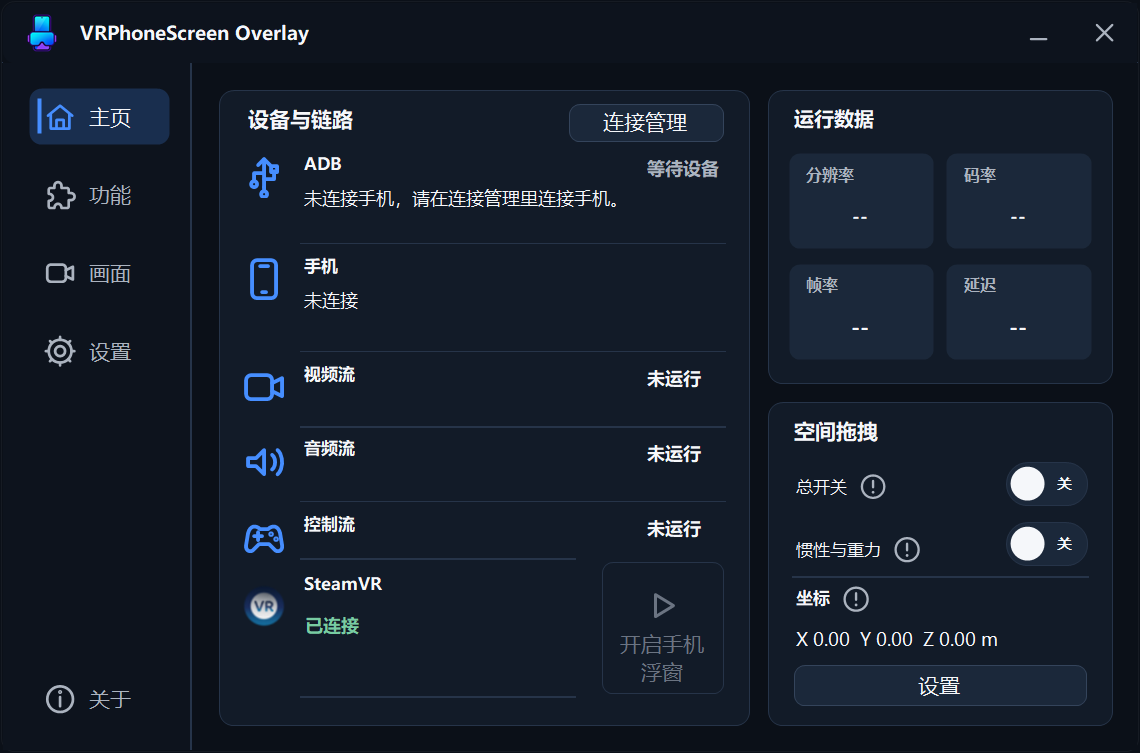 VRPhoneScreen Overlay
主页
功能
画面
设置
关于
设备与链路
连接管理
ADB
等待设备
未连接手机，请在连接管理里连接手机。
手机
未连接
视频流
未运行
音频流
未运行
控制流
未运行
VR
SteamVR
已连接
开启手机
浮窗
运行数据
分辨率
--
码率
--
帧率
--
延迟
--
空间拖拽
总开关
关
惯性与重力
关
坐标
X 0.00 Y 0.00 Z 0.00 m
设置